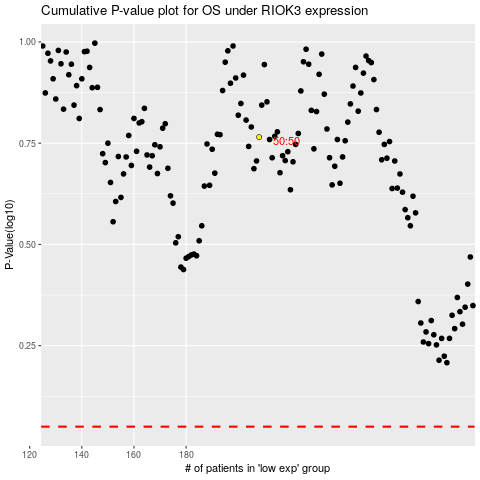 Cumulative P-value plot for OS under RIOK3 expression
P-Value(log10)
1.00
0.75
0.50
0.25
50:50
120 140 160 180
# of patients in 'low exp' group